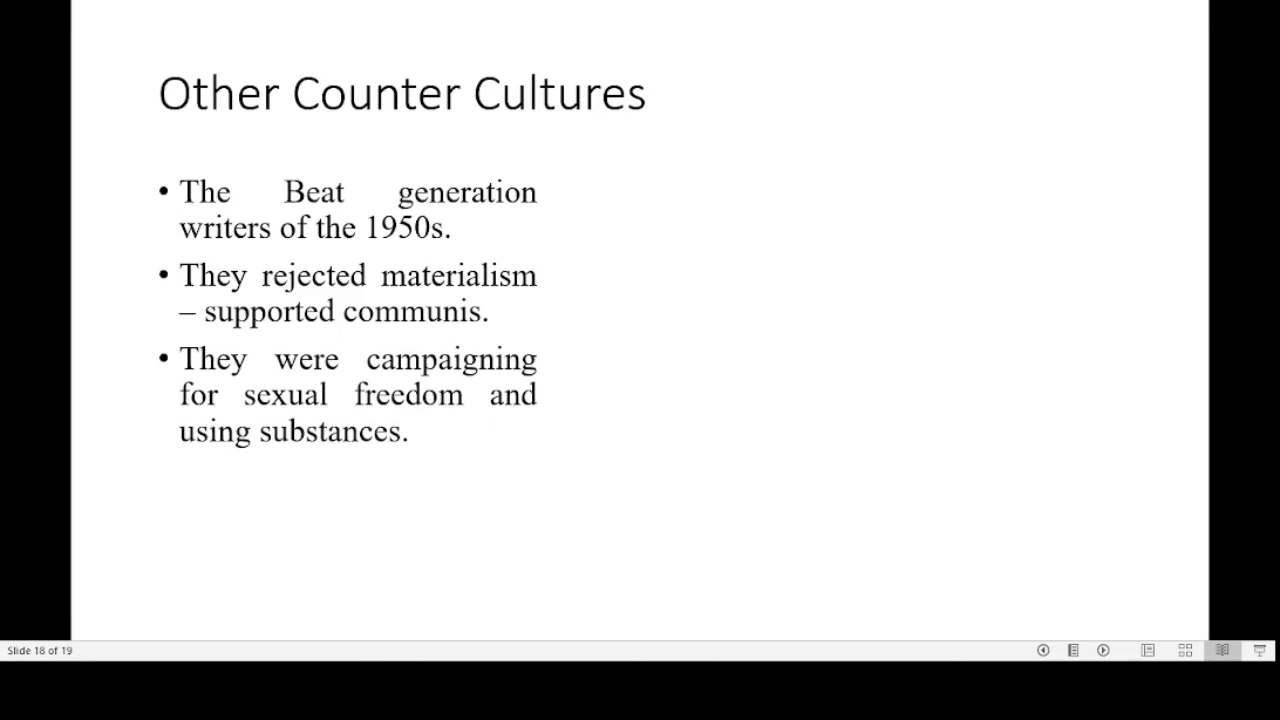 Other Counter Cultures
• The Beat generation
writers of the 1950s.
• They rejected materialism
– supported communis.
• They were campaigning
for sexual freedom and
using substances.
Slide 18 of 19